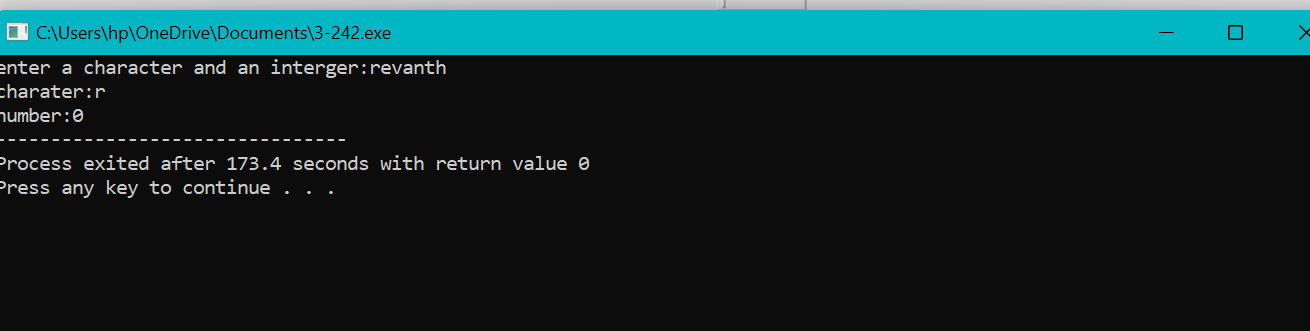 C:\Users\hp\OneDrive\Documents\3-242.exe
enter a character and an interger:revanth
charater:r
number:0
--------------------------------
Process exited after 173.4 seconds with return value 0
Press any key to continue . . .